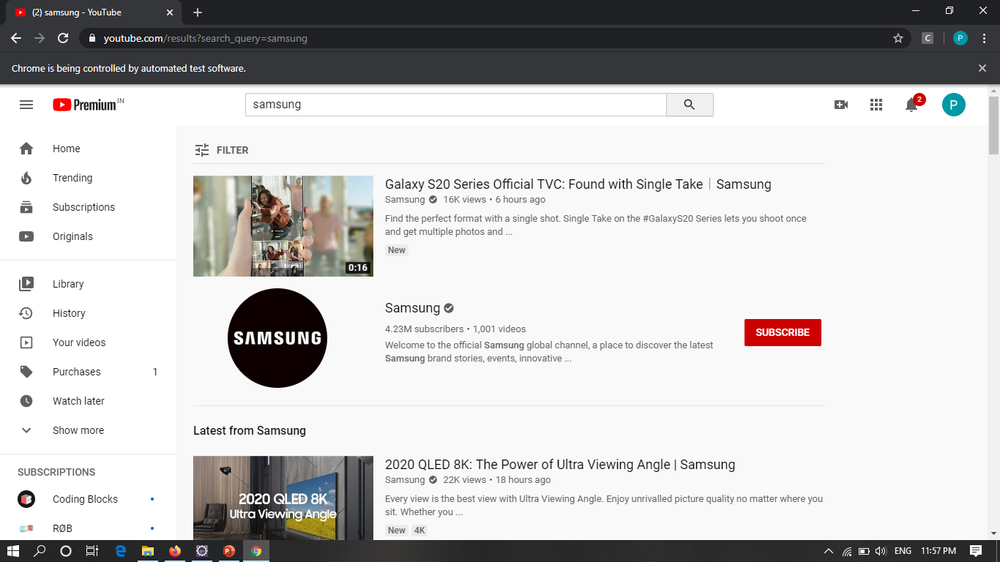 (2) samsung - YouTube
youtube.com/results?search_query=samsung
C
P
Chrome is being controlled by automated test software.
Premium IN
samsung
2
P
Home
Trending
Subscriptions
Originals
Library
History
Your videos
Purchases 1
Watch later
Show more
SUBSCRIPTIONS
Coding Blocks
RØB
FILTER
0:16
Galaxy S20 Series Official TVC: Found with Single Take│Samsung
Samsung 16K views • 6 hours ago
Find the perfect format with a single shot. Single Take on the #GalaxyS20 Series lets you shoot once
and get multiple photos and ...
New
SAMSUNG
Samsung
4.23M subscribers • 1,001 videos
Welcome to the official Samsung global channel, a place to discover the latest
Samsung brand stories, events, innovative ...
SUBSCRIBE
Latest from Samsung
2020 QLED 8K
Ultra Viewing Angle
2020 QLED 8K: The Power of Ultra Viewing Angle | Samsung
Samsung 22K views • 18 hours ago
Every view is the best view with Ultra Viewing Angle. Enjoy unrivalled picture quality no matter where you
sit. Whether you ...
New 4K
ENG 11:57 PM